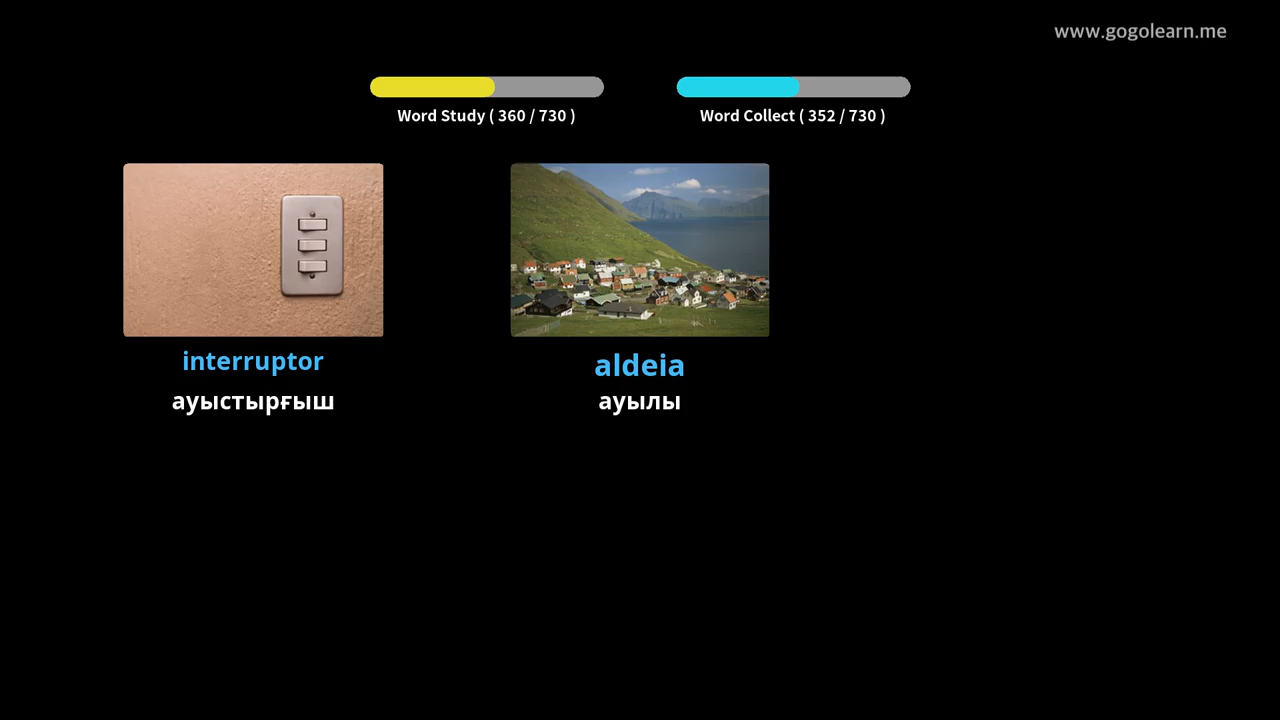 www.gogolearn.me
Word Study ( 360 / 730 )
Word Collect ( 352 / 730 )
interruptor
ауыстырғыш
aldeia
ауылы